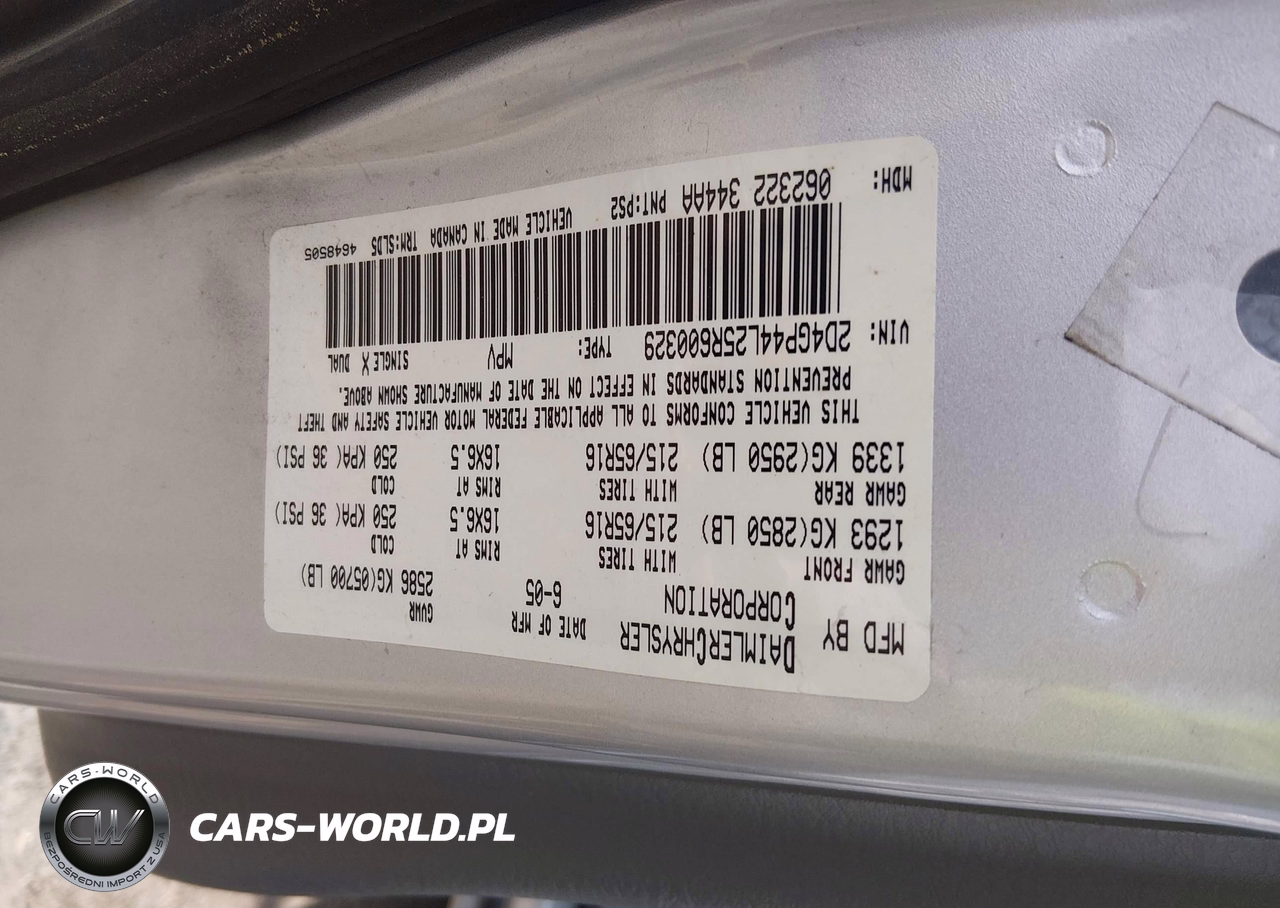 MFD BY DAIMLERCHRYSLER CORPORATION
DATE OF MFR 6-05
GVWR 2586 KG(05700 LB)
GAWR FRONT WITH TIRES RIMS AT COLD
1293 KG(2850 LB) 215/65R16 16X6.5 250 KPA(36 PSI)
GAWR REAR WITH TIRES RIMS AT COLD
1339 KG(2950 LB) 215/65R16 16X6.5 250 KPA(36 PSI)
THIS VEHICLE CONFORMS TO ALL APPLICABLE FEDERAL MOTOR VEHICLE SAFETY AND THEFT
PREVENTION STANDARDS IN EFFECT ON THE DATE OF MANUFACTURE SHOWN ABOVE.
VIN: 2D4GP44L25R600329 TYPE: MPV SINGLE X DUAL
MDH: 062322 344AA PNT:PS2 VEHICLE MADE IN CANADA TRM:SLD5 4648505
CARS-WORLD
CW
BEZPOŚREDNI IMPORT Z USA
CARS-WORLD.PL